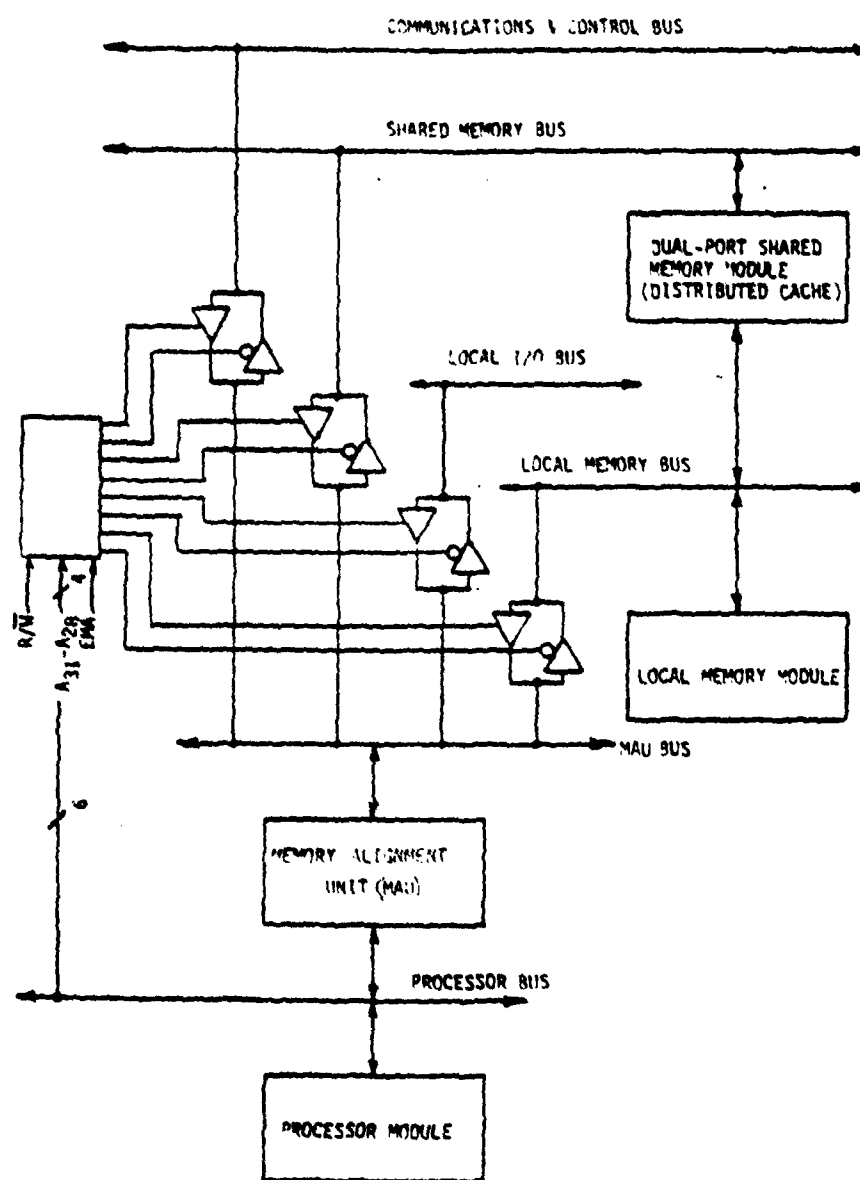 COMMUNICATIONS & CONTROL BUS
SHARED MEMORY BUS
DUAL-PORT SHARED
MEMORY MODULE
(DISTRIBUTED CACHE)
LOCAL I/O BUS
LOCAL MEMORY BUS
R/W̅
A31-A28
4
EMA
LOCAL MEMORY MODULE
MAU BUS
6
MEMORY ALIGNMENT
UNIT (MAU)
PROCESSOR BUS
PROCESSOR MODULE